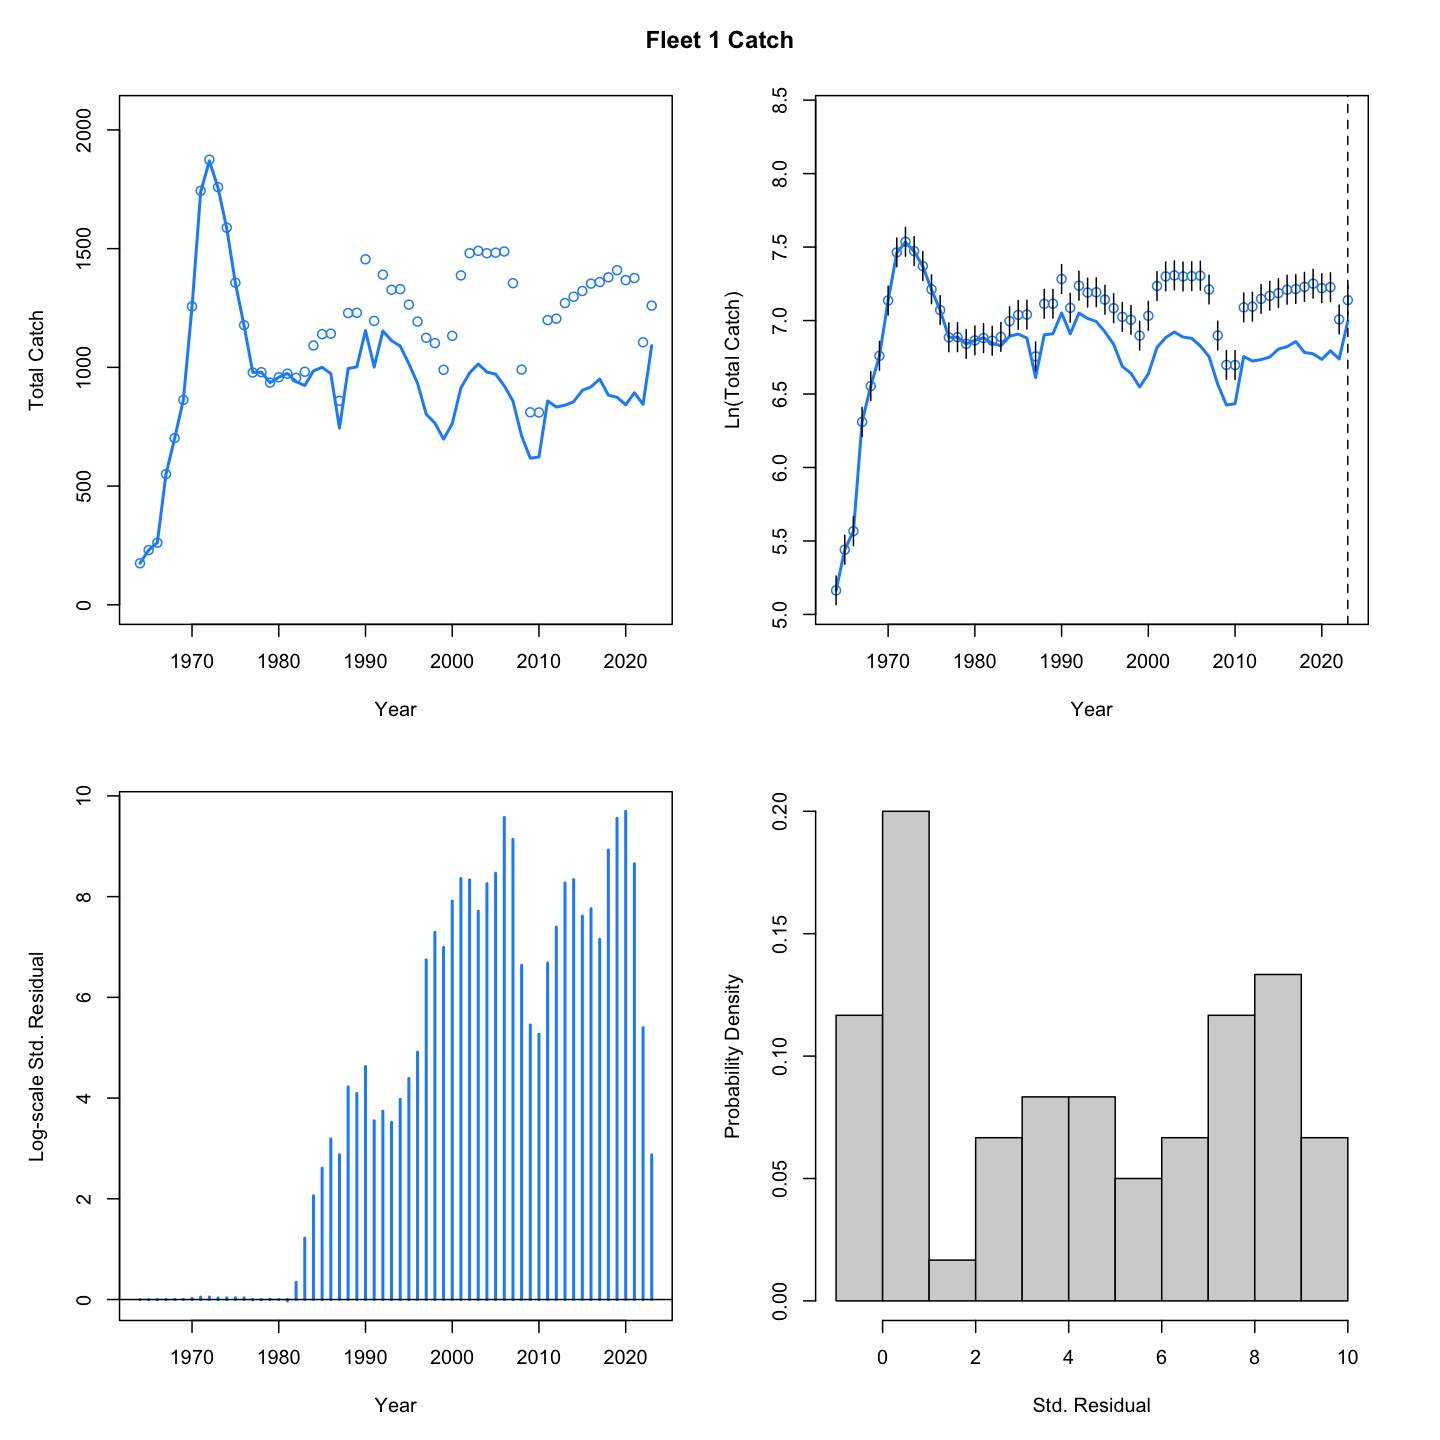 Fleet 1 Catch
Total Catch
2000
1500
1000
500
0
1970 1980 1990 2000 2010 2020
Year
Ln(Total Catch)
8.5
8.0
7.5
7.0
6.5
6.0
5.5
5.0
1970 1980 1990 2000 2010 2020
Year
Log-scale Std. Residual
10
8
6
4
2
0
1970 1980 1990 2000 2010 2020
Year
Probability Density
0.20
0.15
0.10
0.05
0.00
0 2 4 6 8 10
Std. Residual